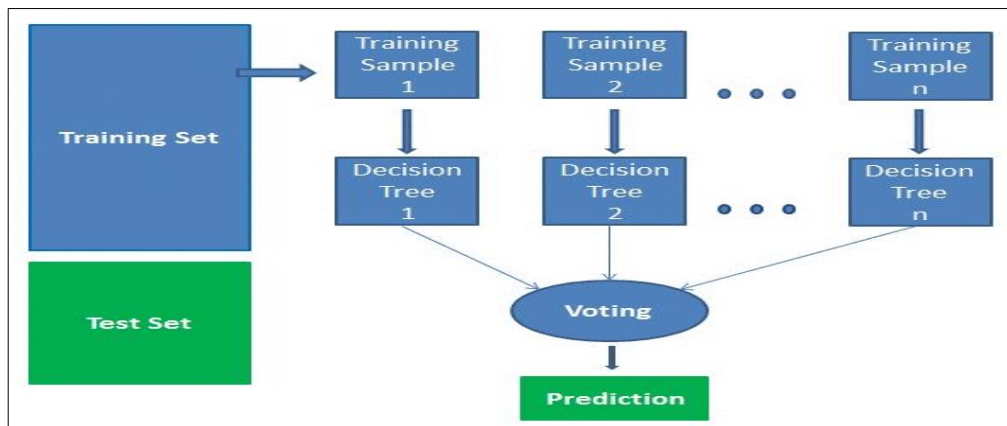 Training Set
Test Set
Training
Sample
1
Training
Sample
2
Training
Sample
n
Decision
Tree
1
Decision
Tree
2
Decision
Tree
n
Voting
Prediction